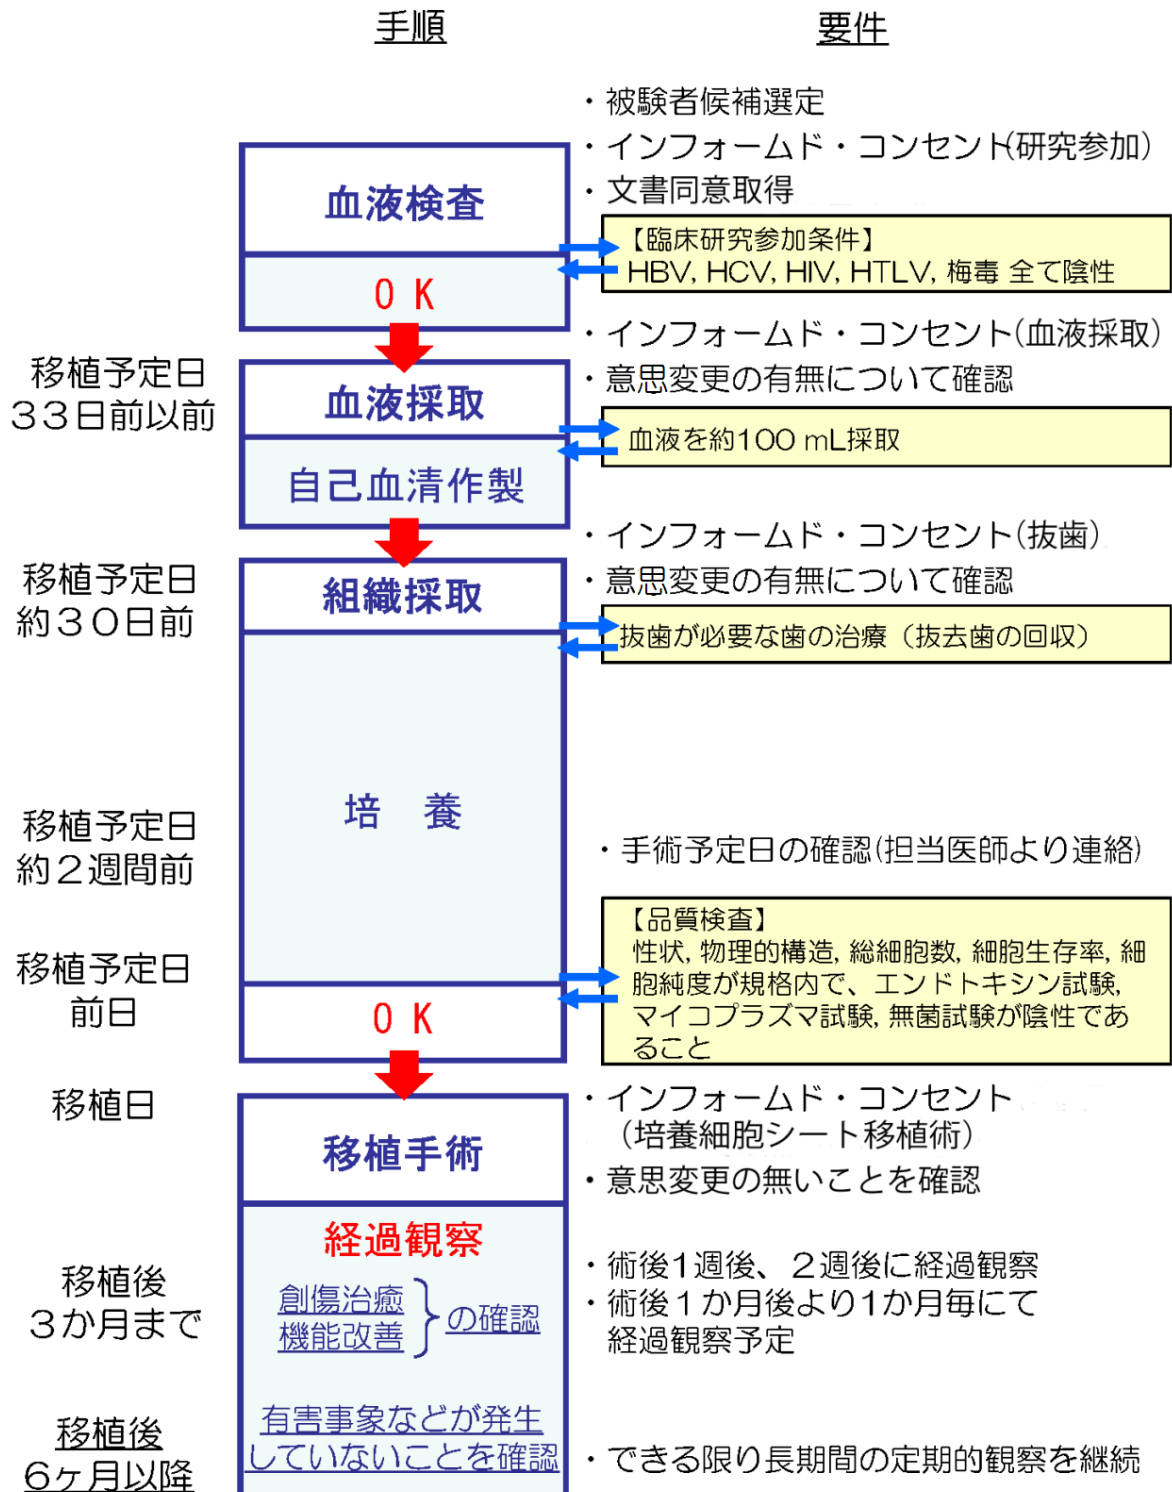 手順
要件
・被験者候補選定
・インフォームド・コンセント(研究参加)
・文書同意取得
血液検査
【臨床研究参加条件】
HBV, HCV, HIV, HTLV, 梅毒 全て陰性
ＯＫ
・インフォームド・コンセント(血液採取)
・意思変更の有無について確認
移植予定日
３３日前以前
血液採取
血液を約100 mL採取
自己血清作製
・インフォームド・コンセント(抜歯)
・意思変更の有無について確認
移植予定日
約３０日前
組織採取
抜歯が必要な歯の治療（抜去歯の回収）
培　養
移植予定日
約２週間前
・手術予定日の確認(担当医師より連絡)
【品質検査】
性状, 物理的構造, 総細胞数, 細胞生存率, 細
胞純度が規格内で、エンドトキシン試験,
マイコプラズマ試験, 無菌試験が陰性であ
ること
移植予定日
前日
ＯＫ
移植日
・インフォームド・コンセント
（培養細胞シート移植術）
・意思変更の無いことを確認
移植手術
経過観察
移植後
３か月まで
創傷治癒
機能改善
の確認
・術後１週後、２週後に経過観察
・術後１か月後より１か月毎にて
経過観察予定
移植後
６ヶ月以降
有害事象などが発生
していないことを確認
・できる限り長期間の定期的観察を継続